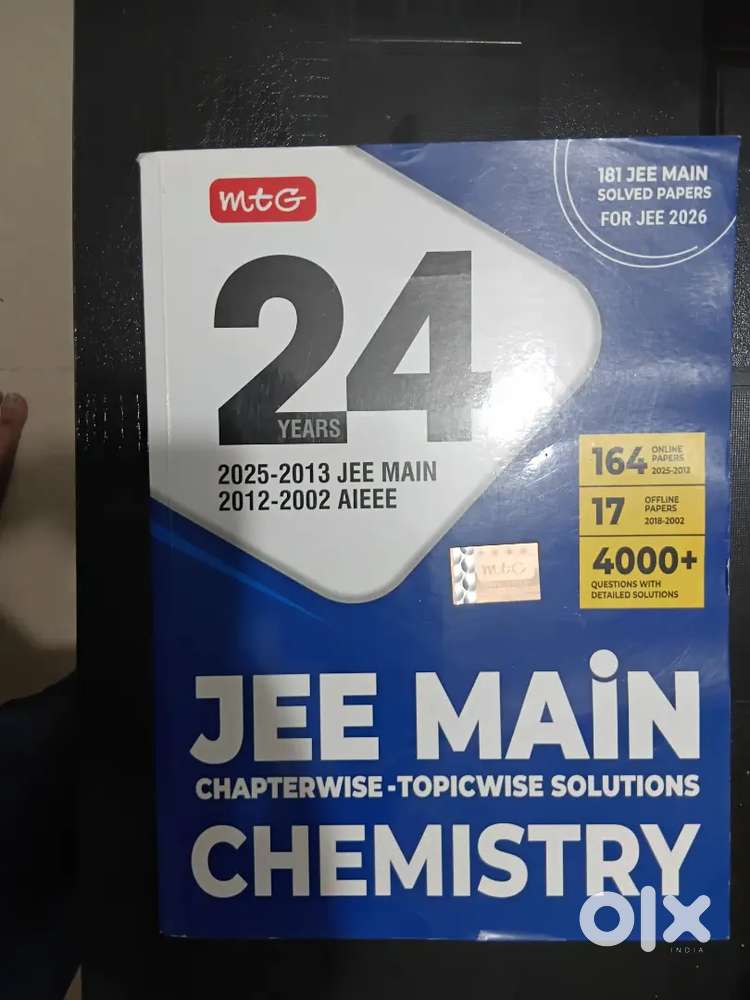 mtG
181 JEE MAIN
SOLVED PAPERS
FOR JEE 2026
24
YEARS
2025-2013 JEE MAIN
2012-2002 AIEEE
164 ONLINE
PAPERS
2025-2012
17 OFFLINE
PAPERS
2018-2002
4000+
QUESTIONS WITH
DETAILED SOLUTIONS
mtG
JEE MAiN
CHAPTERWISE-TOPICWISE SOLUTIONS
CHEMISTRY
olx
INDIA